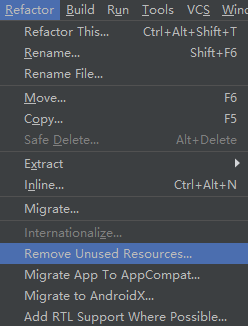 Refactor Build Run Tools VCS Window
Refactor This... Ctrl+Alt+Shift+T
Rename... Shift+F6
Rename File...
Move... F6
Copy... F5
Safe Delete... Alt+Delete
Extract
Inline... Ctrl+Alt+N
Migrate...
Internationalize...
Remove Unused Resources...
Migrate App To AppCompat...
Migrate to AndroidX...
Add RTL Support Where Possible...